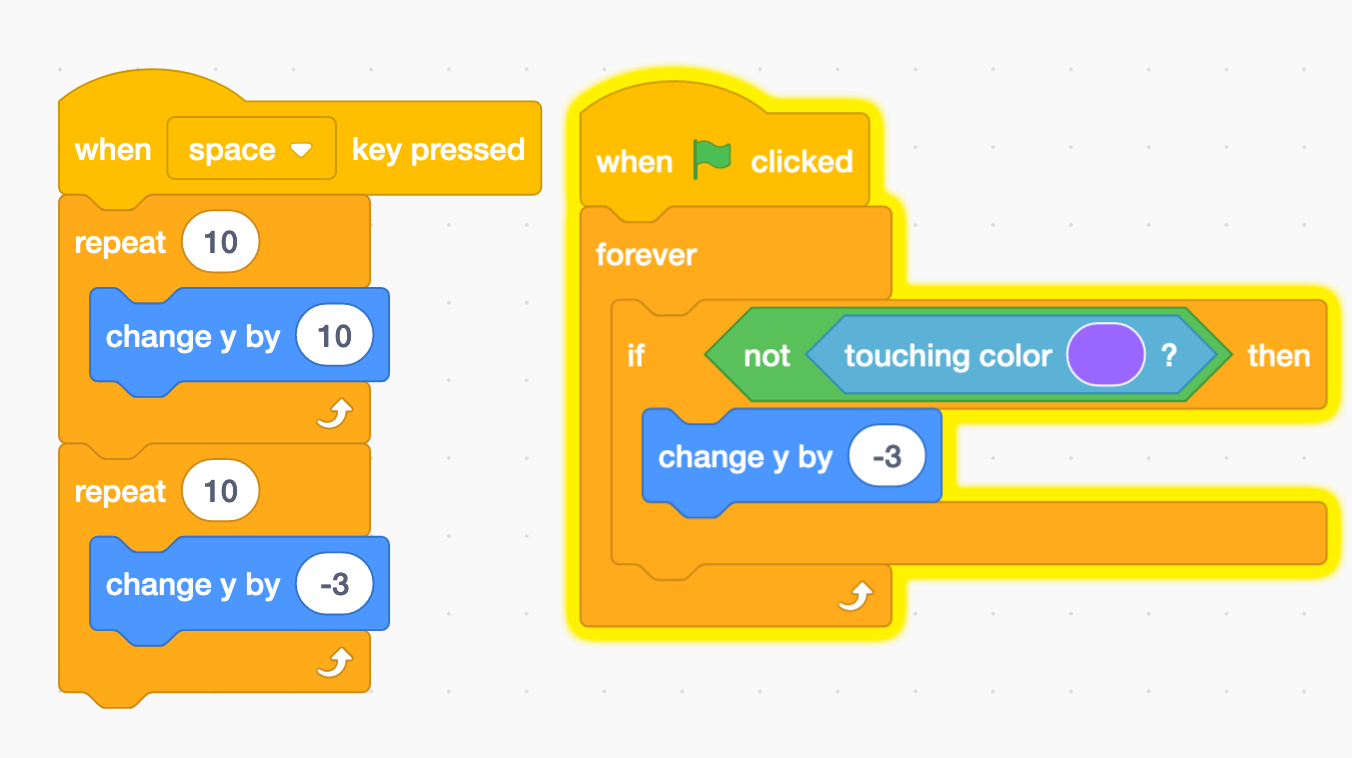 when space key pressed
repeat 10
change y by 10
repeat 10
change y by -3
when clicked
forever
if not touching color ? then
change y by -3